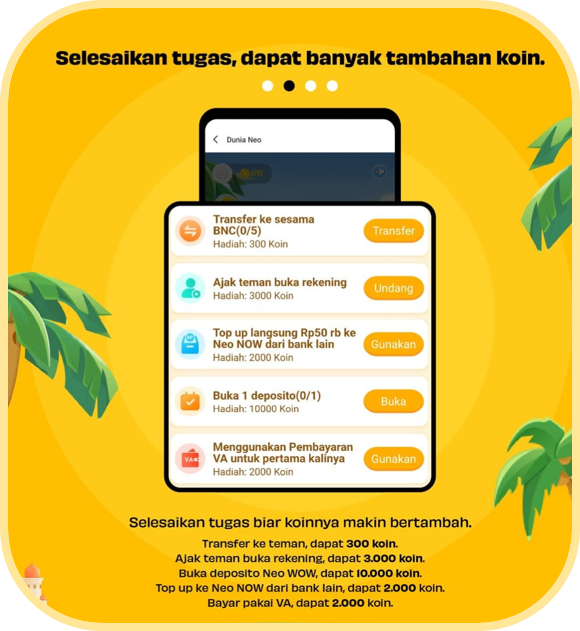 Selesaikan tugas, dapat banyak tambahan koin.
Dunia Neo
Transfer ke sesama
BNC(0/5)
Hadiah: 300 Koin
Transfer
Ajak teman buka rekening
Hadiah: 3000 Koin
Undang
Top up langsung Rp50 rb ke
Neo NOW dari bank lain
Hadiah: 2000 Koin
Gunakan
Buka 1 deposito(0/1)
Hadiah: 10000 Koin
Buka
VA
Menggunakan Pembayaran
VA untuk pertama kalinya
Hadiah: 2000 Koin
Gunakan
Selesaikan tugas biar koinnya makin bertambah.
Transfer ke teman, dapat 300 koin.
Ajak teman buka rekening, dapat 3.000 koin.
Buka deposito Neo WOW, dapat 10.000 koin.
Top up ke Neo NOW dari bank lain, dapat 2.000 koin.
Bayar pakai VA, dapat 2.000 koin.